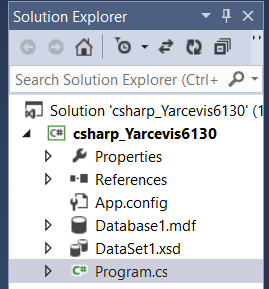 Solution Explorer
Search Solution Explorer (Ctrl+
Solution 'csharp_Yarcevis6130' (1
C# csharp_Yarcevis6130
Properties
References
App.config
Database1.mdf
DataSet1.xsd
C# Program.cs